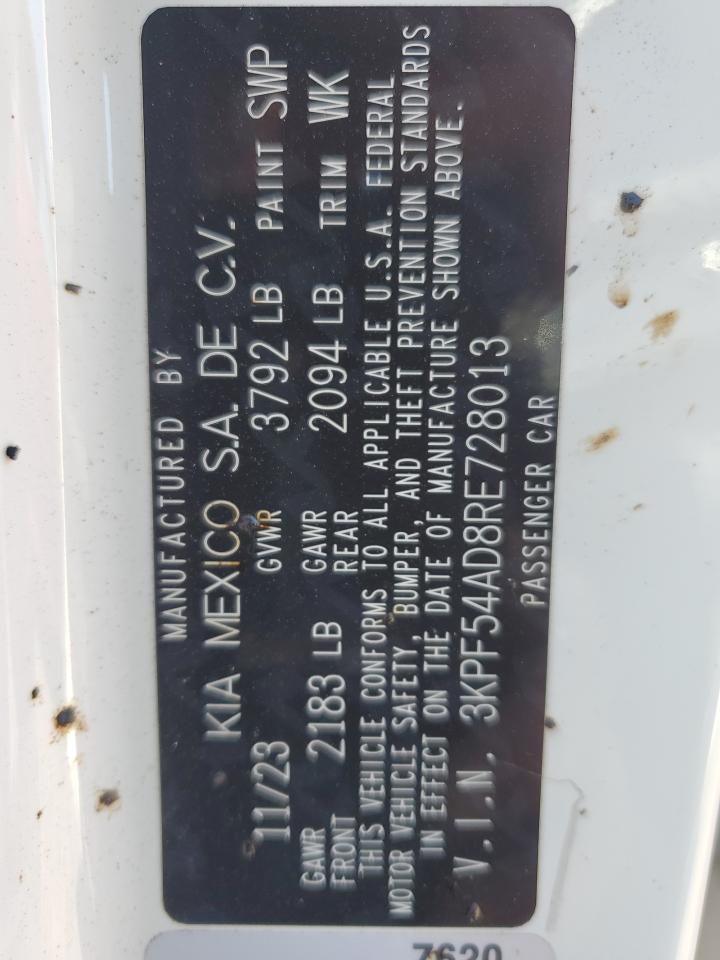 MANUFACTURED BY
KIA MEXICO S.A. DE C.V.
11/23 GVWR 3792 LB PAINT SWP
GAWR FRONT 2183 LB GAWR REAR 2094 LB TRIM WK
THIS VEHICLE CONFORMS TO ALL APPLICABLE U.S.A. FEDERAL
MOTOR VEHICLE SAFETY, BUMPER, AND THEFT PREVENTION STANDARDS
IN EFFECT ON THE DATE OF MANUFACTURE SHOWN ABOVE.
V.I.N. 3KPF54AD8RE728013
PASSENGER CAR
7620